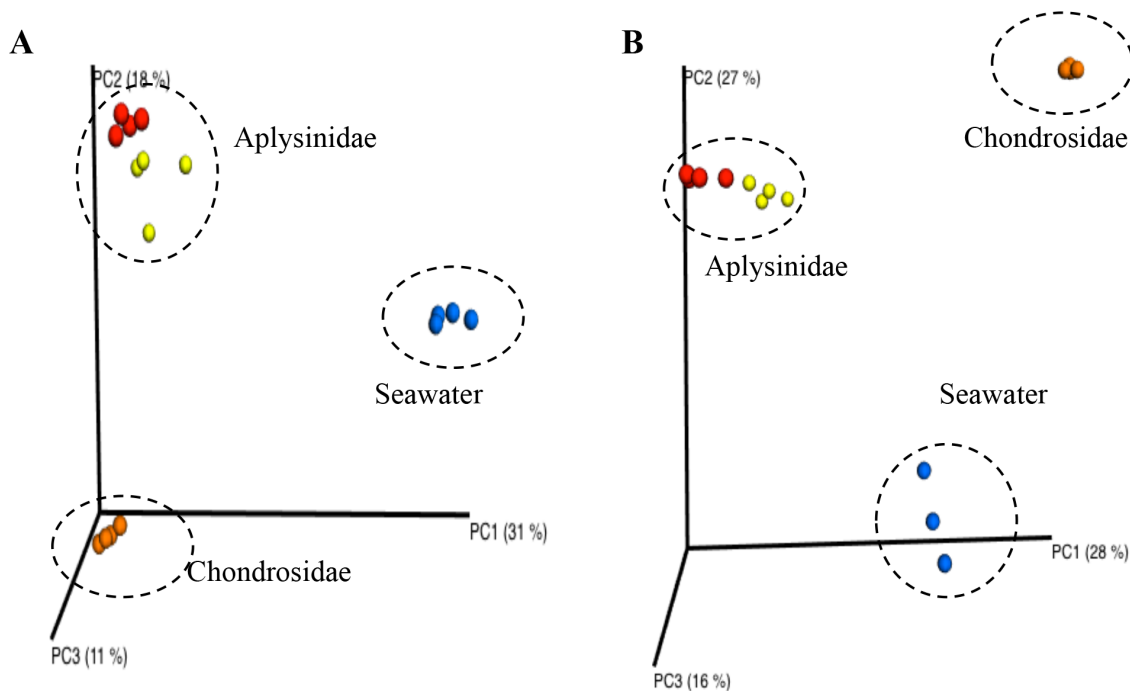 A
PC2 (18 %)
Aplysinidae
Seawater
PC1 (31 %)
Chondrosidae
PC3 (11 %)
B
PC2 (27 %)
Chondrosidae
Aplysinidae
Seawater
PC1 (28 %)
PC3 (16 %)